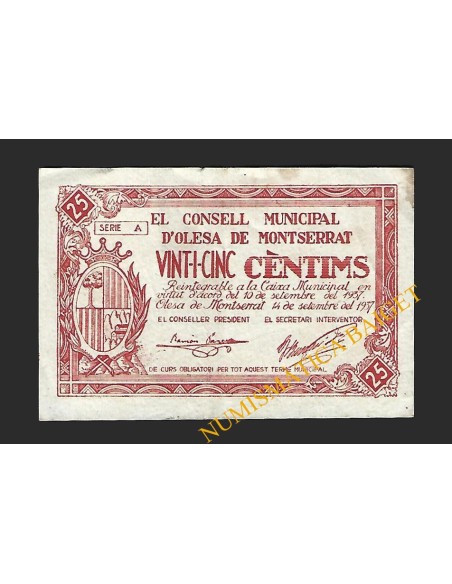 25
EL CONSELL MUNICIPAL
SERIE A
D'OLESA DE MONTSERRAT
VINT-I-CINC CÈNTIMS
Reintegrable a la Caixa Municipal en
virtut d'acord del 10 de setembre del 1937.
Olesa de Montserrat 14 de setembre del 1937
EL CONSELLER PRESIDENT EL SECRETARI INTERVENTOR
DE CURS OBLIGATORI PER TOT AQUEST TERME MUNICIPAL
25
NUMISMATICA BARCET